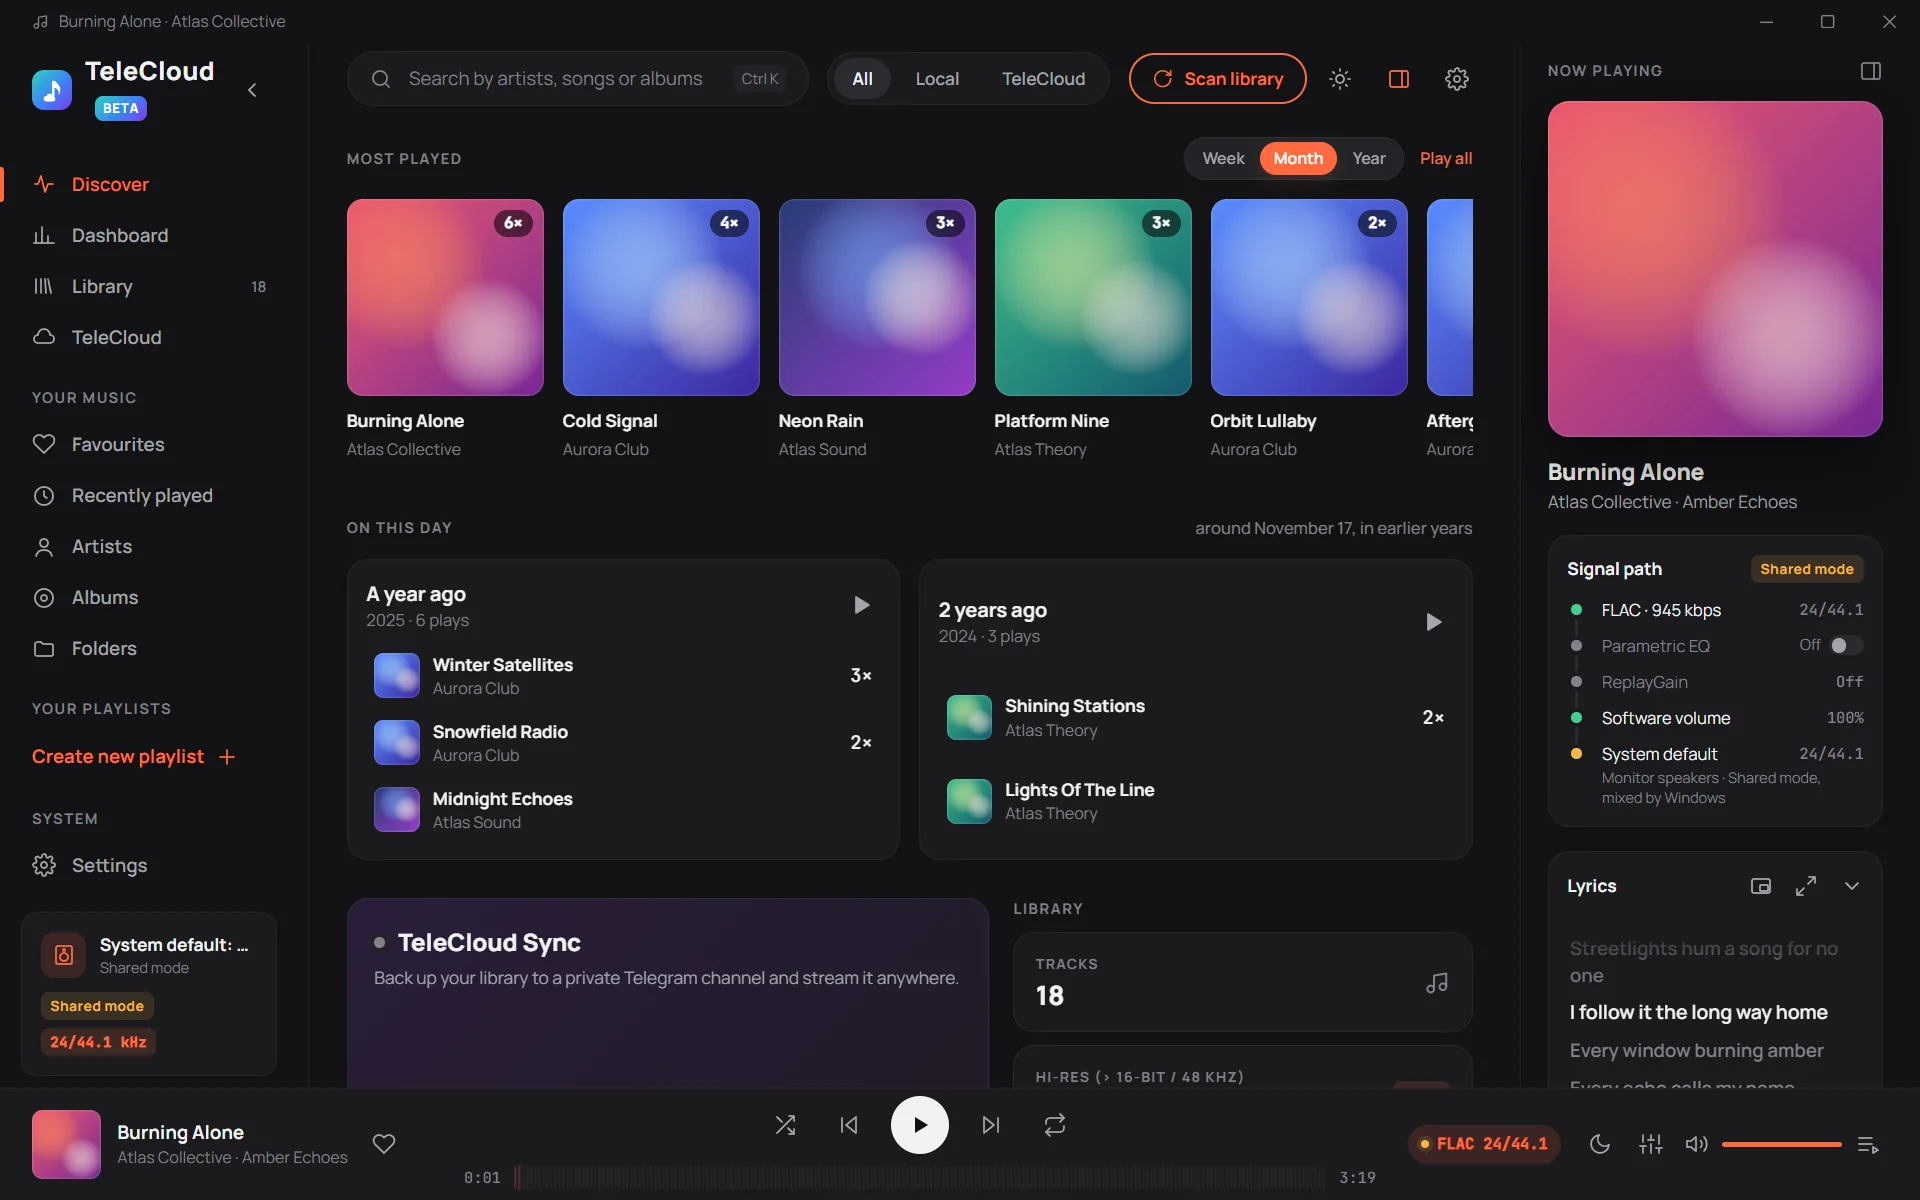 Burning Alone · Atlas Collective
TeleCloud
BETA
Discover
Dashboard
Library 18
TeleCloud
YOUR MUSIC
Favourites
Recently played
Artists
Albums
Folders
YOUR PLAYLISTS
Create new playlist
SYSTEM
Settings
System default: ...
Shared mode
Shared mode
24/44.1 kHz
Search by artists, songs or albums Ctrl K
All Local TeleCloud
Scan library
MOST PLAYED
Week Month Year Play all
6× 4× 3× 3× 2×
Burning Alone Cold Signal Neon Rain Platform Nine Orbit Lullaby
Atlas Collective Aurora Club Atlas Sound Atlas Theory Aurora Club Aurora
ON THIS DAY around November 17, in earlier years
A year ago
2025 · 6 plays
Winter Satellites
Aurora Club
3×
Snowfield Radio
Aurora Club
2×
Midnight Echoes
Atlas Sound
2 years ago
2024 · 3 plays
Shining Stations
Atlas Theory
2×
Lights Of The Line
Atlas Theory
TeleCloud Sync
Back up your library to a private Telegram channel and stream it anywhere.
LIBRARY
TRACKS
18
HI-RES (> 16-BIT / 48 KHZ)
NOW PLAYING
Burning Alone
Atlas Collective · Amber Echoes
Signal path Shared mode
FLAC · 945 kbps 24/44.1
Parametric EQ Off
ReplayGain Off
Software volume 100%
System default 24/44.1
Monitor speakers · Shared mode,
mixed by Windows
Lyrics
Streetlights hum a song for no
one
I follow it the long way home
Every window burning amber
Every echo calls my name
Burning Alone
Atlas Collective · Amber Echoes
0:01 3:19
FLAC 24/44.1